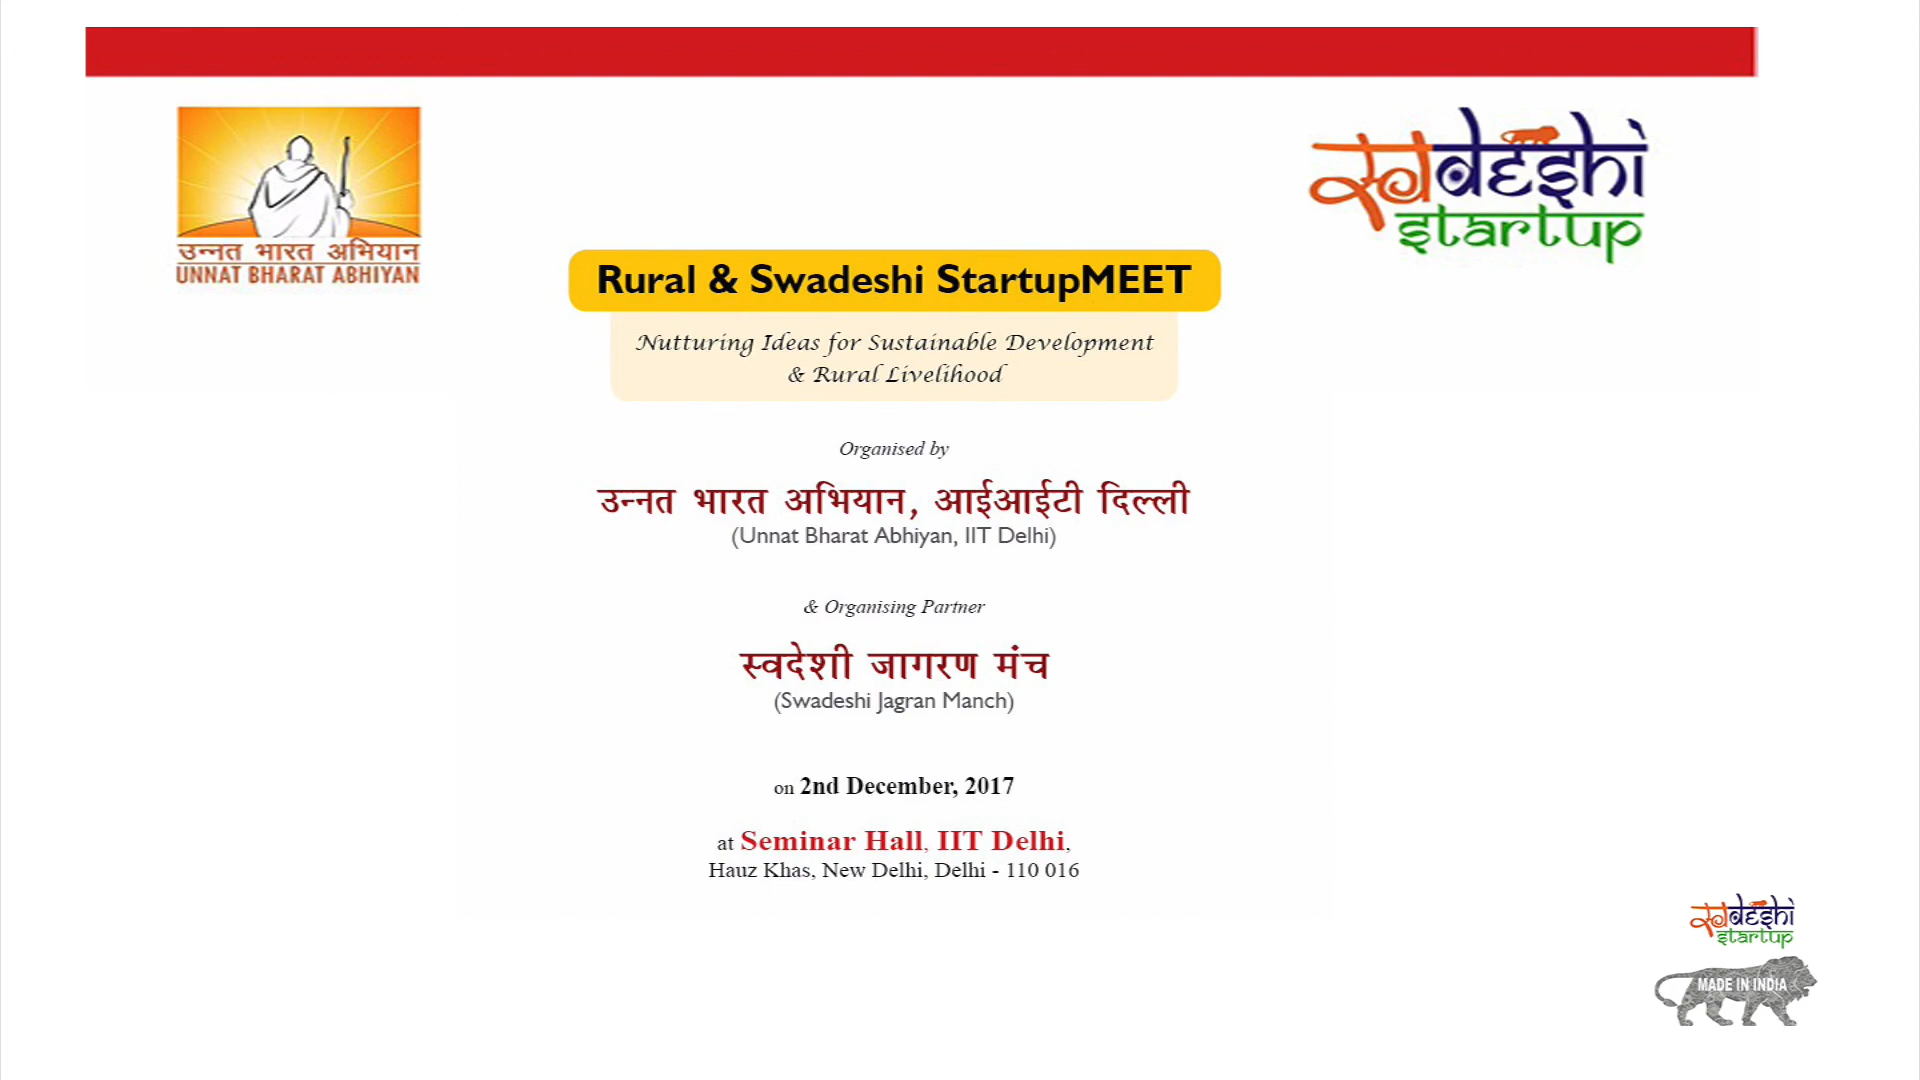 उन्नत भारत अभियान
UNNAT BHARAT ABHIYAN
स्वdeshi
startup
Rural & Swadeshi StartupMEET
Nutturing Ideas for Sustainable Development
& Rural Livelihood
Organised by
उन्नत भारत अभियान, आईआईटी दिल्ली
(Unnat Bharat Abhiyan, IIT Delhi)
& Organising Partner
स्वदेशी जागरण मंच
(Swadeshi Jagran Manch)
on 2nd December, 2017
at Seminar Hall, IIT Delhi,
Hauz Khas, New Delhi, Delhi - 110 016
स्वdeshi
startup
MADE IN INDIA